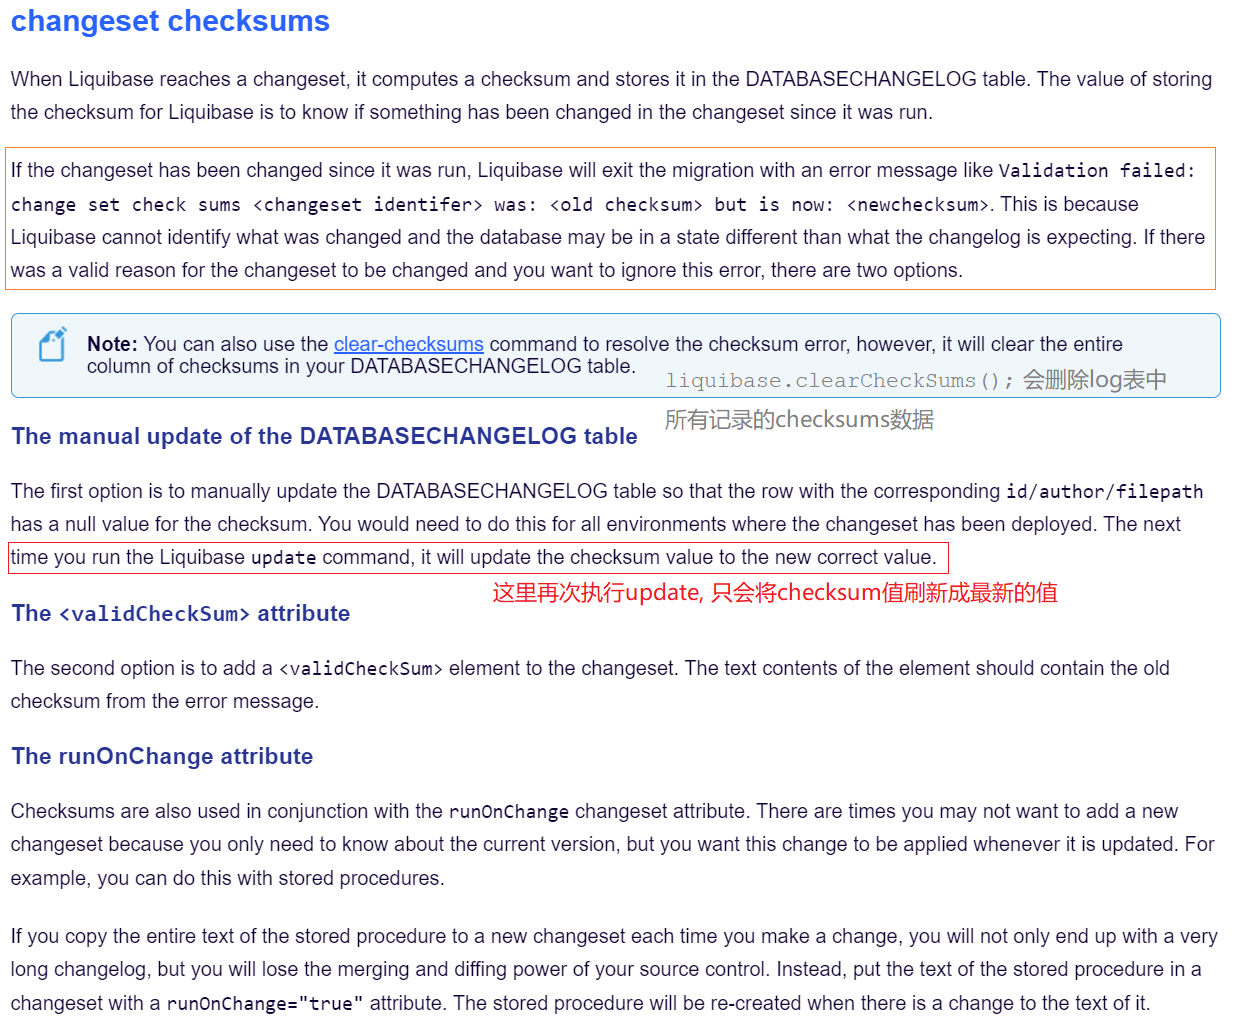 changeset checksums
When Liquibase reaches a changeset, it computes a checksum and stores it in the DATABASECHANGELOG table. The value of storing
the checksum for Liquibase is to know if something has been changed in the changeset since it was run.
If the changeset has been changed since it was run, Liquibase will exit the migration with an error message like Validation failed:
change set check sums <changeset identifer> was: <old checksum> but is now: <newchecksum>. This is because
Liquibase cannot identify what was changed and the database may be in a state different than what the changelog is expecting. If there
was a valid reason for the changeset to be changed and you want to ignore this error, there are two options.
Note: You can also use the clear-checksums command to resolve the checksum error, however, it will clear the entire
column of checksums in your DATABASECHANGELOG table.
liquibase.clearCheckSums(); 会删除log表中
所有记录的checksums数据
The manual update of the DATABASECHANGELOG table
The first option is to manually update the DATABASECHANGELOG table so that the row with the corresponding id/author/filepath
has a null value for the checksum. You would need to do this for all environments where the changeset has been deployed. The next
time you run the Liquibase update command, it will update the checksum value to the new correct value.
这里再次执行update, 只会将checksum值刷新成最新的值
The <validCheckSum> attribute
The second option is to add a <validCheckSum> element to the changeset. The text contents of the element should contain the old
checksum from the error message.
The runOnChange attribute
Checksums are also used in conjunction with the runOnChange changeset attribute. There are times you may not want to add a new
changeset because you only need to know about the current version, but you want this change to be applied whenever it is updated. For
example, you can do this with stored procedures.
If you copy the entire text of the stored procedure to a new changeset each time you make a change, you will not only end up with a very
long changelog, but you will lose the merging and diffing power of your source control. Instead, put the text of the stored procedure in a
changeset with a runOnChange="true" attribute. The stored procedure will be re-created when there is a change to the text of it.